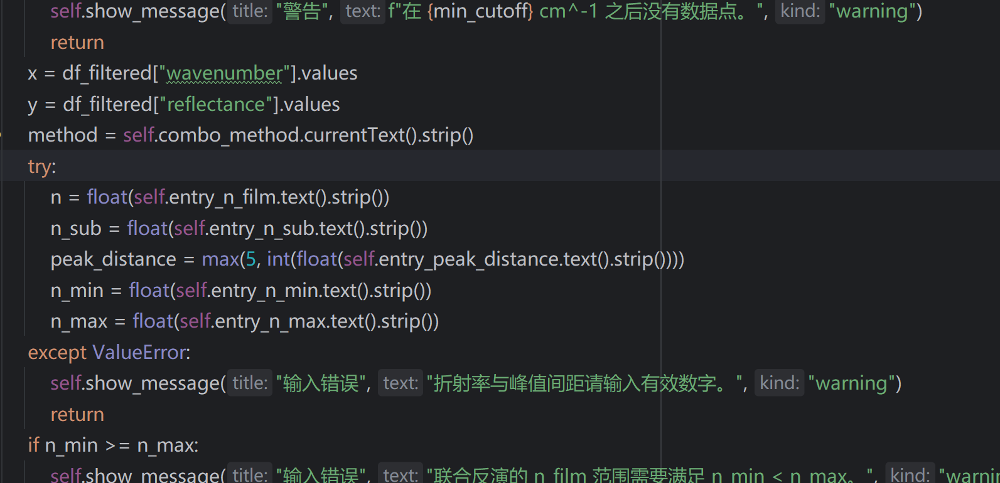 self.show_message( title: "警告", text: f"在 {min_cutoff} cm^-1 之后没有数据点。", kind: "warning")
return
x = df_filtered["wavenumber"].values
y = df_filtered["reflectance"].values
method = self.combo_method.currentText().strip()
try:
n = float(self.entry_n_film.text().strip())
n_sub = float(self.entry_n_sub.text().strip())
peak_distance = max(5, int(float(self.entry_peak_distance.text().strip())))
n_min = float(self.entry_n_min.text().strip())
n_max = float(self.entry_n_max.text().strip())
except ValueError:
self.show_message( title: "输入错误", text: "折射率与峰值间距请输入有效数字。", kind: "warning")
return
if n_min >= n_max:
self.show_message( title: "输入错误", text: "联合反演的 n_film 范围需要满足 n_min < n_max。", kind: "warnin